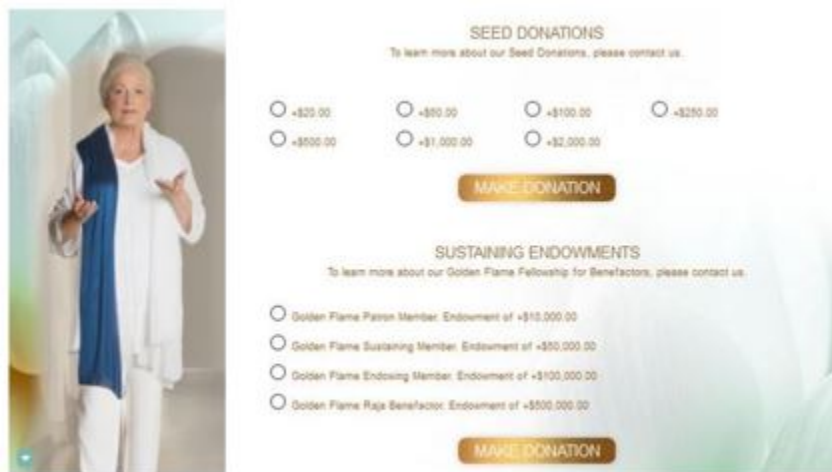 SEED DONATIONS
To learn more about our Seed Donations, please contact us.
+$20.00 +$50.00 +$100.00 +$250.00
+$500.00 +$1,000.00 +$2,000.00
MAKE DONATION
SUSTAINING ENDOWMENTS
To learn more about our Golden Flame Fellowship for Benefactors, please contact us.
Golden Flame Patron Member. Endowment of +$10,000.00
Golden Flame Sustaining Member. Endowment of +$50,000.00
Golden Flame Endowing Member. Endowment of +$100,000.00
Golden Flame Raja Benefactor. Endowment of +$500,000.00
MAKE DONATION